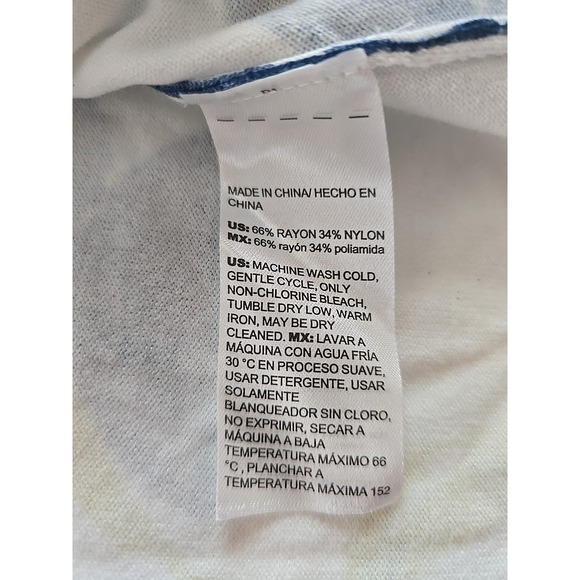 MADE IN CHINA/ HECHO EN
CHINA
US: 66% RAYON 34% NYLON
MX: 66% rayón 34% poliamida
US: MACHINE WASH COLD,
GENTLE CYCLE, ONLY
NON-CHLORINE BLEACH,
TUMBLE DRY LOW, WARM
IRON, MAY BE DRY
CLEANED. MX: LAVAR A
MÁQUINA CON AGUA FRÍA
30 °C EN PROCESO SUAVE,
USAR DETERGENTE, USAR
SOLAMENTE
BLANQUEADOR SIN CLORO,
NO EXPRIMIR, SECAR A
MÁQUINA A BAJA
TEMPERATURA MÁXIMO 66
°C , PLANCHAR A
TEMPERATURA MÁXIMA 152